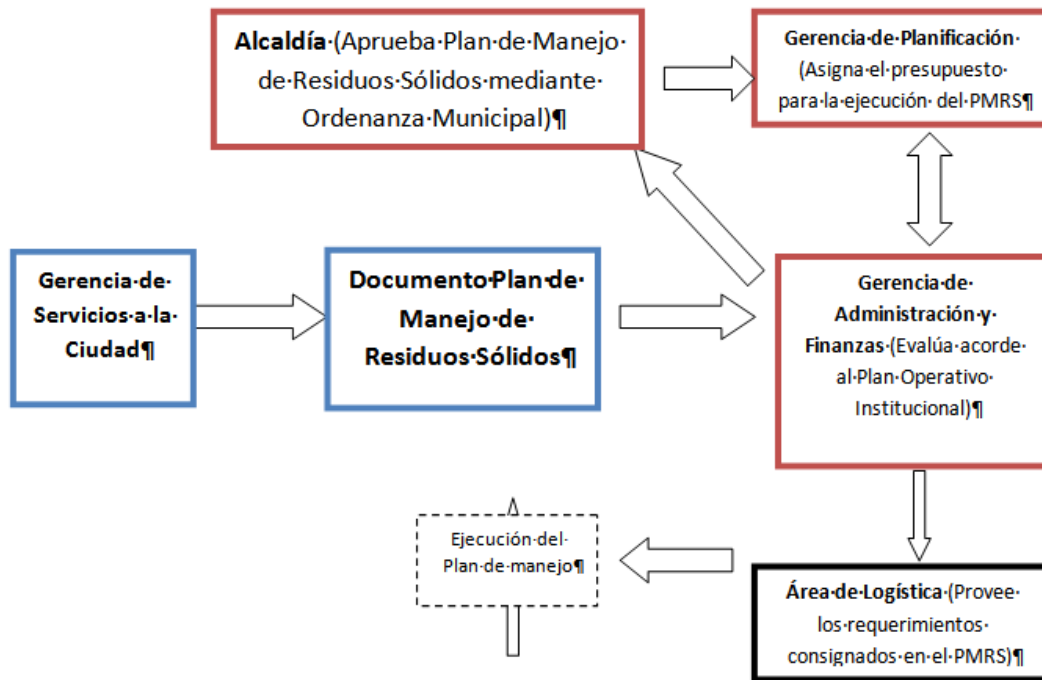 Alcaldía·(Aprueba·Plan·de·Manejo·
de·Residuos·Sólidos·mediante·
Ordenanza·Municipal)¶
Gerencia·de·Planificación·
(Asigna·el·presupuesto·
para·la·ejecución··del·PMRS¶
Gerencia·de·
Servicios·a·la·
Ciudad¶
Documento·Plan·de·
Manejo·de·
Residuos·Sólidos¶
Gerencia·de·
Administración·y·
Finanzas·(Evalúa·acorde·
al·Plan·Operativo·
Institucional)¶
Ejecución·del·
Plan·de·manejo¶
Área·de·Logística·(Provee·
los·requerimientos·
consignados·en·el·PMRS)¶